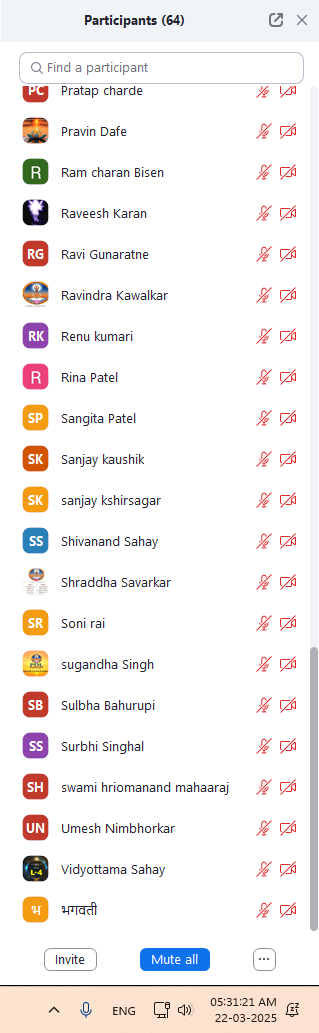 Participants (64)
Find a participant
PC Pratap charde
Pravin Dafe
R Ram charan Bisen
Raveesh Karan
RG Ravi Gunaratne
Ravindra Kawalkar
RK Renu kumari
R Rina Patel
SP Sangita Patel
SK Sanjay kaushik
SK sanjay kshirsagar
SS Shivanand Sahay
Shraddha Savarkar
SR Soni rai
sugandha Singh
SB Sulbha Bahurupi
SS Surbhi Singhal
SH swami hriomanand mahaaraj
UN Umesh Nimbhorkar
L-4 Vidyottama Sahay
भ भगवती
Invite Mute all ...
ENG 05:31:21 AM
22-03-2025